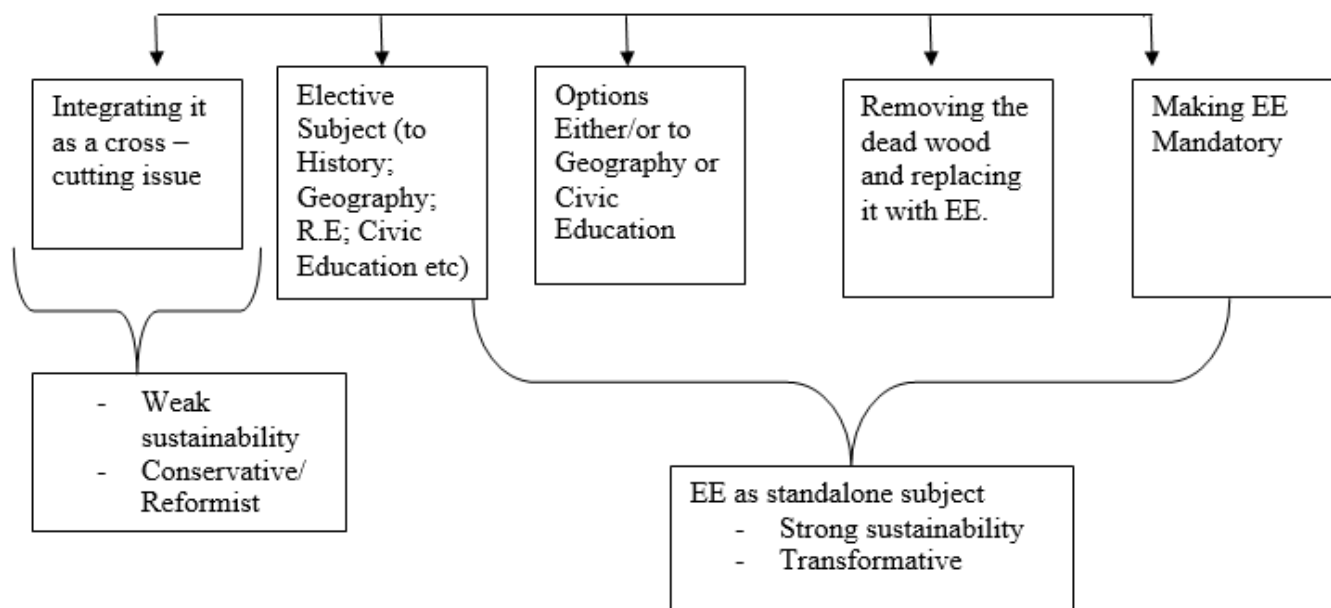 Integrating it
as a cross –
cutting issue
Elective
Subject (to
History;
Geography;
R.E; Civic
Education etc)
Options
Either/or to
Geography or
Civic
Education
Removing the
dead wood
and replacing
it with EE.
Making EE
Mandatory
- Weak
sustainability
- Conservative/
Reformist
EE as standalone subject
- Strong sustainability
- Transformative